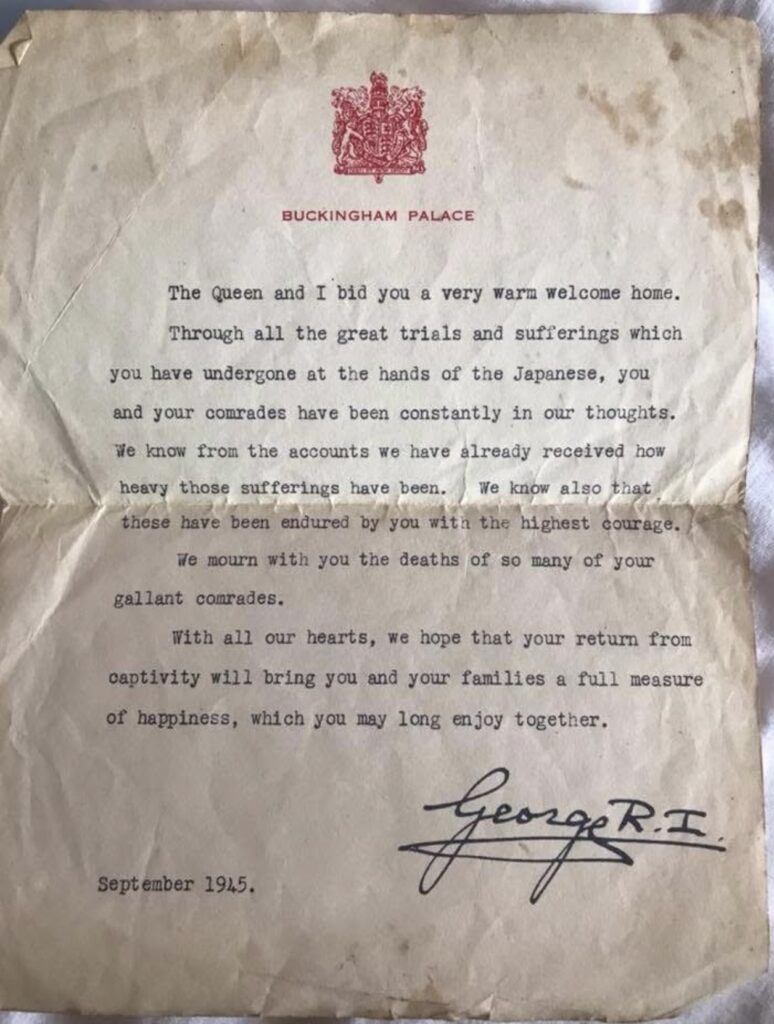 BUCKINGHAM PALACE
The Queen and I bid you a very warm welcome home.
Through all the great trials and sufferings which
you have undergone at the hands of the Japanese, you
and your comrades have been constantly in our thoughts.
We know from the accounts we have already received how
heavy those sufferings have been. We know also that
these have been endured by you with the highest courage.
We mourn with you the deaths of so many of your
gallant comrades.
With all our hearts, we hope that your return from
captivity will bring you and your families a full measure
of happiness, which you may long enjoy together.
George R.I.
September 1945.